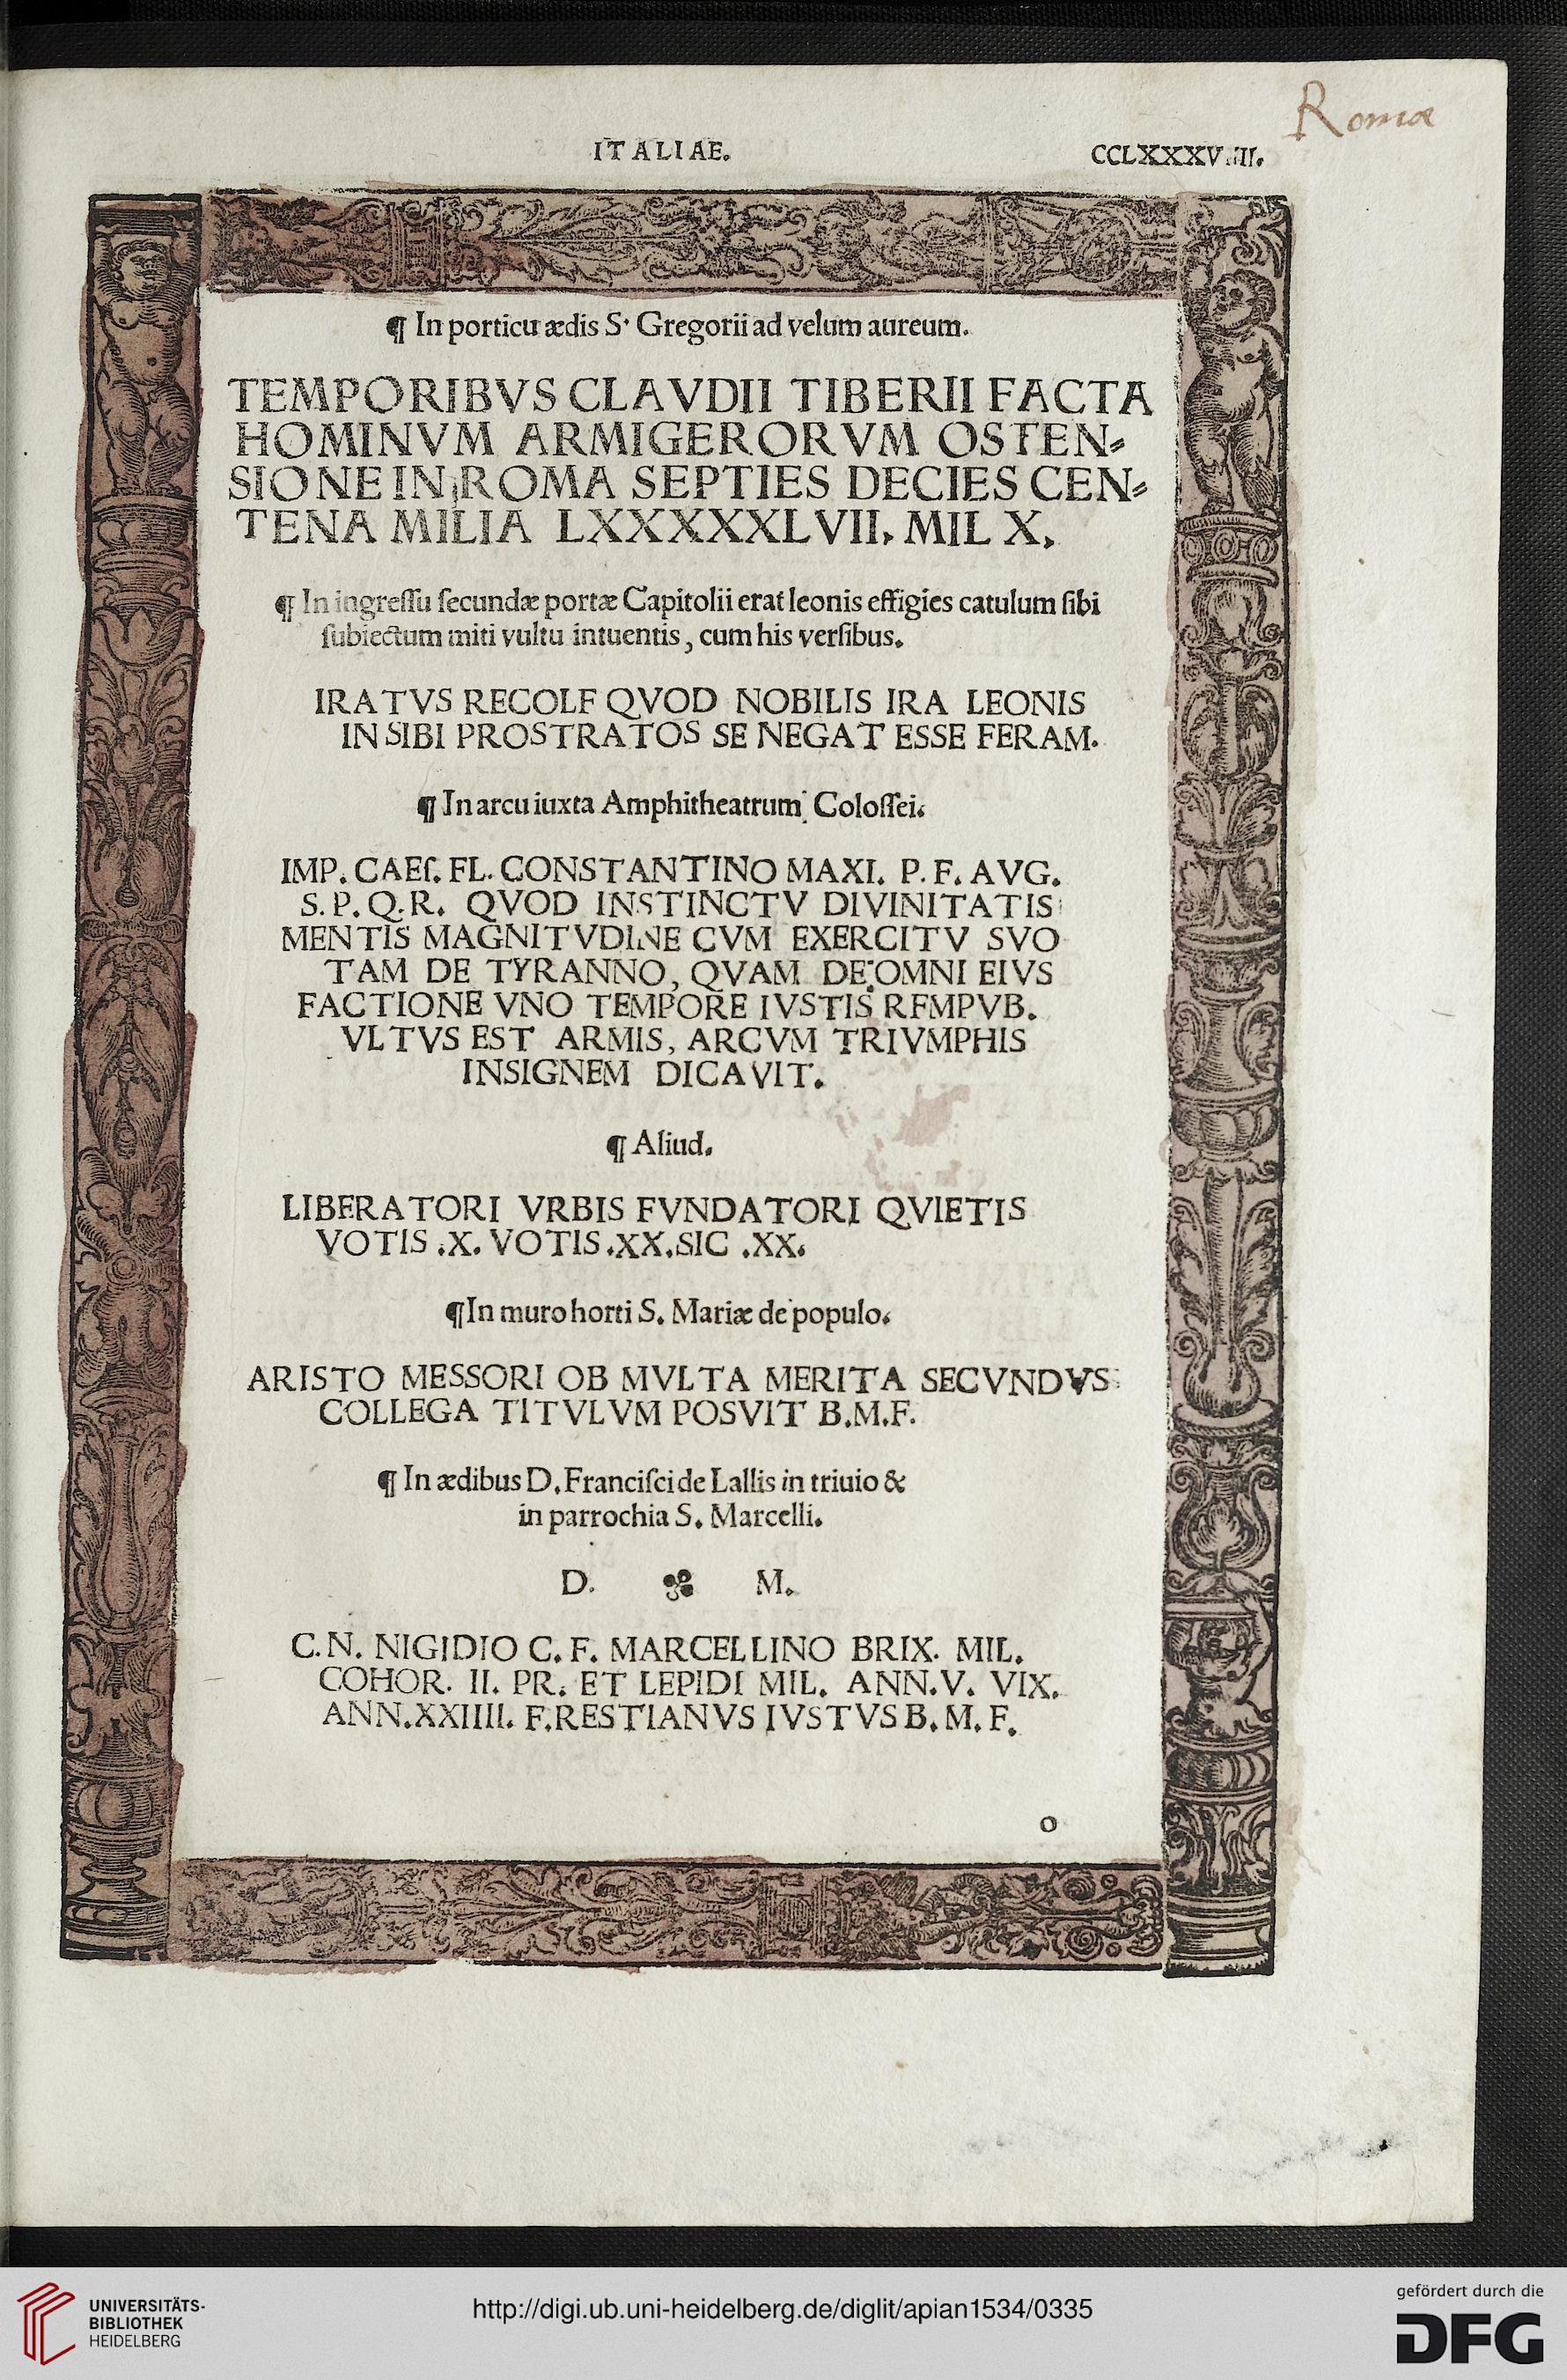 Romæ
ITALIAE.
¶ In porticu ædis S. Gregorii ad velum aureum.
TEMPORIBVS CLAVDII TIBERII FACTA
HOMINVM ARMIGERORVM OSTEN⸗
SIONE IN ROMA SEPTIES DECIES CEN⸗
TENA MILIA LXXXXXLVII. MIL X.
¶ In ingreſſu ſecundæ portæ Capitolii erat leonis effigies catulum ſibi
ſubiectum miti vultu intuentis, cum his verſibus.
IRATVS RECOLF QVOD NOBILIS IRA LEONIS
IN SIBI PROSTRATOS SE NEGAT ESSE FERAM.
¶ In arcu iuxta Amphitheatrum Coloſſei.
IMP. CAEſ. FL. CONSTANTINO MAXI. P. F. AVG.
S. P. Q. R. QVOD INSTINCTV DIVINITATIS
MENTIS MAGNITVDINE CVM EXERCITV SVO
TAM DE TYRANNO, QVAM DE OMNI EIVS
FACTIONE VNO TEMPORE IVSTIS RFMPVB.
VLTVS EST ARMIS, ARCVM TRIVMPHIS
INSIGNEM DICAVIT.
¶ Aliud.
LIBERATORI VRBIS FVNDATORI QVIETIS
VOTIS .X. VOTIS .XX. SIC .XX.
¶ In muro horti S. Mariæ de populo.
ARISTO MESSORI OB MVLTA MERITA SECVNDVS
COLLEGA TITVLVM POSVIT B.M.F.
¶ In ædibus D. Franciſci de Lallis in triuio &
in parrochia S. Marcelli.
D. M.
C. N. NIGIDIO C. F. MARCELLINO BRIX. MIL.
COHOR. II. PR. ET LEPIDI MIL. ANN. V. VIX.
ANN. XXIIII. F. RESTIANVS IVSTVS B. M. F.
o
UNIVERSITÄTS-
BIBLIOTHEK
HEIDELBERG
http://digi.ub.uni-heidelberg.de/diglit/apian1534/0335
gefördert durch die
DFG